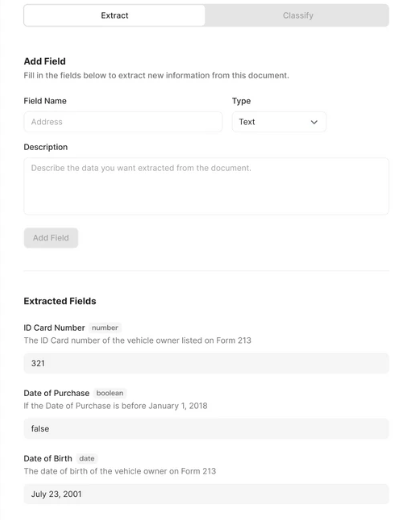 Extract
Classify
Add Field
Fill in the fields below to extract new information from this document.
Field Name
Type
Address
Text
Description
Describe the data you want extracted from the document.
Add Field
Extracted Fields
ID Card Number number
The ID Card number of the vehicle owner listed on Form 213
321
Date of Purchase boolean
If the Date of Purchase is before January 1, 2018
false
Date of Birth date
The date of birth of the vehicle owner on Form 213
July 23, 2001